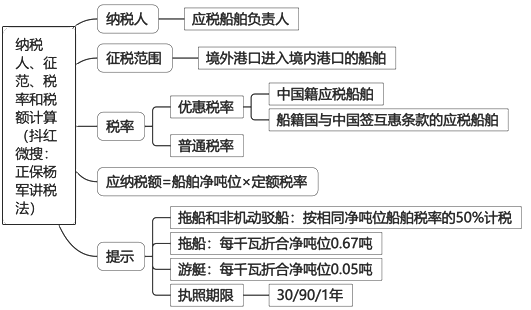 纳税
人、征
范、税
率和税
额计算
（抖红
微搜：
正保杨
军讲税
法）
纳税人
应税船舶负责人
征税范围
境外港口进入境内港口的船舶
税率
优惠税率
中国籍应税船舶
船籍国与中国签互惠条款的应税船舶
普通税率
应纳税额=船舶净吨位×定额税率
提示
拖船和非机动驳船：按相同净吨位船舶税率的50%计税
拖船：每千瓦折合净吨位0.67吨
游艇：每千瓦折合净吨位0.05吨
执照期限
30/90/1年